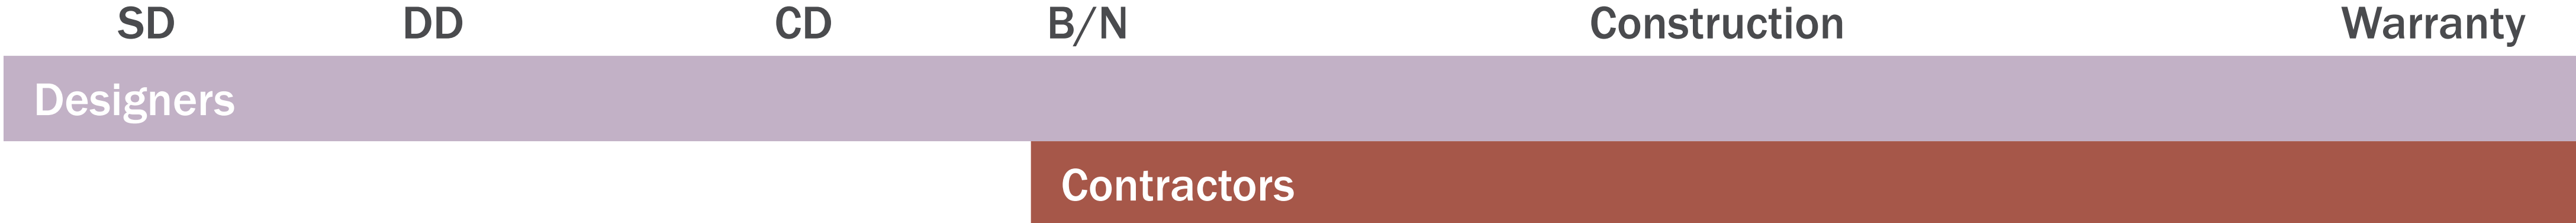 SD DD CD B/N Construction Warranty
Designers
Contractors